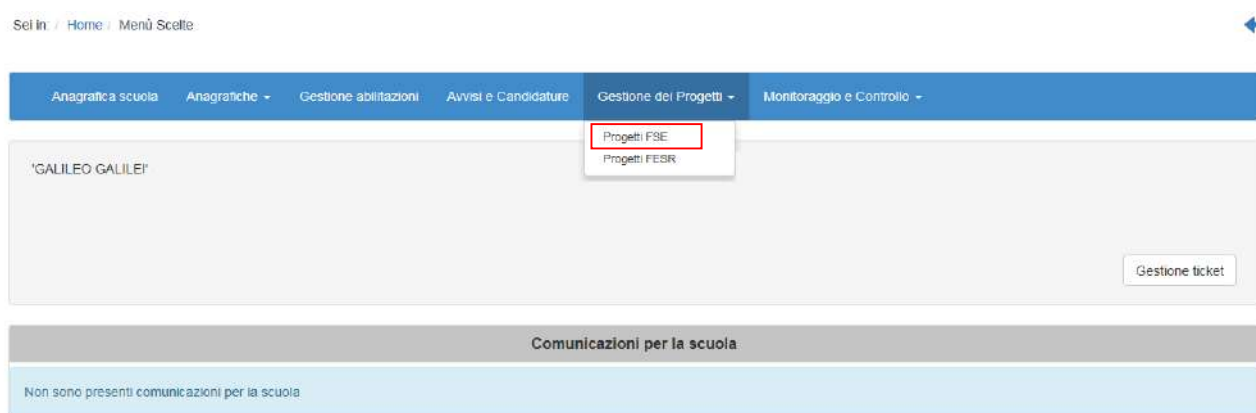 Sei in: / Home / Menù Scelte
Anagrafica scuola Anagrafiche Gestione abilitazioni Avvisi e Candidature Gestione dei Progetti Monitoraggio e Controllo
Progetti FSE
Progetti FESR
'GALILEO GALILEI'
Gestione ticket
Comunicazioni per la scuola
Non sono presenti comunicazioni per la scuola